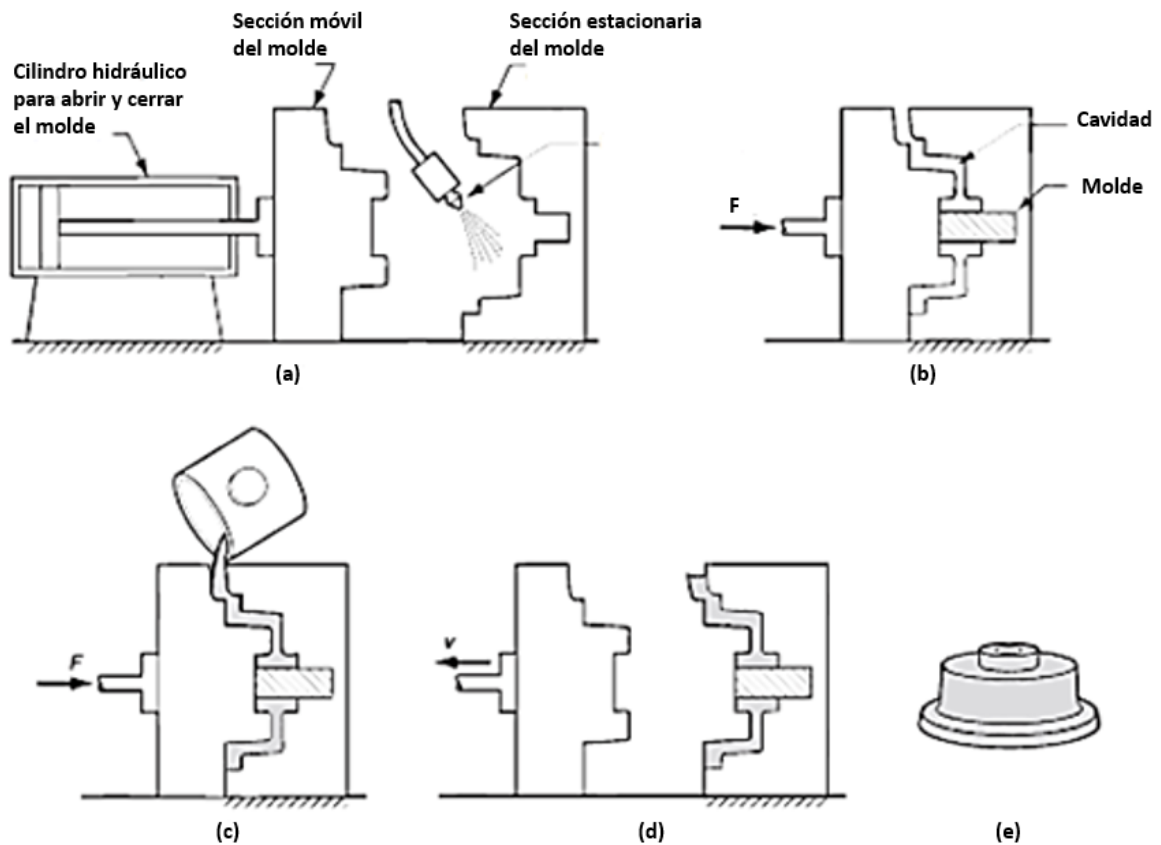 Sección móvil
del molde
Sección estacionaria
del molde
Cilindro hidráulico
para abrir y cerrar
el molde
Cavidad
Molde
F
(a)
(b)
F
v
(c)
(d)
(e)